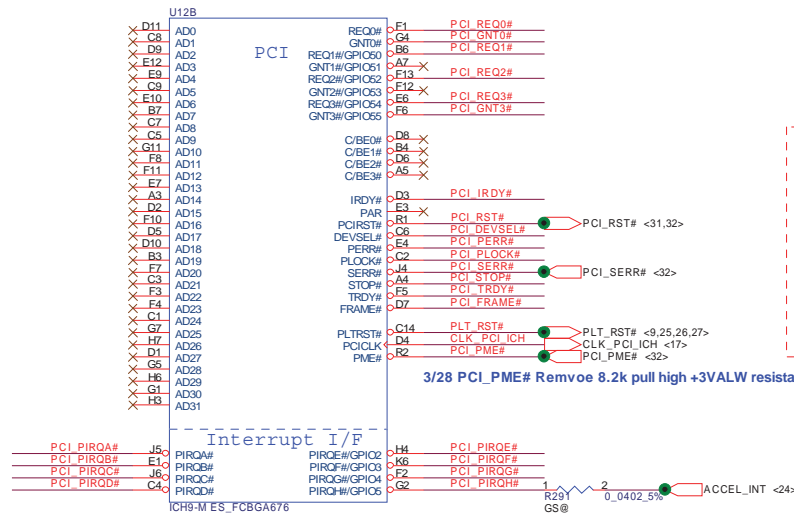 U12B
PCI
D11 AD0
C8 AD1
D9 AD2
E12 AD3
E9 AD4
C9 AD5
E10 AD6
B7 AD7
C7 AD8
C5 AD9
G11 AD10
F8 AD11
F11 AD12
E7 AD13
A3 AD14
D2 AD15
F10 AD16
D5 AD17
D10 AD18
B3 AD19
F7 AD20
C3 AD21
F3 AD22
F4 AD23
C1 AD24
G7 AD25
H7 AD26
D1 AD27
G5 AD28
H6 AD29
G1 AD30
H3 AD31
REQ0# F1 PCI_REQ0#
GNT0# G4 PCI_GNT0#
REQ1#/GPIO50 B6 PCI_REQ1#
GNT1#/GPIO51 A7
REQ2#/GPIO52 F13 PCI_REQ2#
GNT2#/GPIO53 F12
REQ3#/GPIO54 E6 PCI_REQ3#
GNT3#/GPIO55 F6 PCI_GNT3#
C/BE0# D8
C/BE1# B4
C/BE2# D6
C/BE3# A5
IRDY# D3 PCI_IRDY#
PAR E3
PCIRST# R1 PCI_RST# PCI_RST# <31,32>
DEVSEL# C6 PCI_DEVSEL#
PERR# E4 PCI_PERR#
PLOCK# C2 PCI_PLOCK#
SERR# J4 PCI_SERR# PCI_SERR# <32>
STOP# A4 PCI_STOP#
TRDY# F5 PCI_TRDY#
FRAME# D7 PCI_FRAME#
PLTRST# C14 PLT_RST# PLT_RST# <9,25,26,27>
PCICLK D4 CLK_PCI_ICH CLK_PCI_ICH <17>
PME# R2 PCI_PME# PCI_PME# <32>
3/28 PCI_PME# Remvoe 8.2k pull high +3VALW resista
Interrupt I/F
PCI_PIRQA# J5 PIRQA# PIRQE#/GPIO2 H4 PCI_PIRQE#
PCI_PIRQB# E1 PIRQB# PIRQF#/GPIO3 K6 PCI_PIRQF#
PCI_PIRQC# J6 PIRQC# PIRQG#/GPIO4 F2 PCI_PIRQG#
PCI_PIRQD# C4 PIRQD# PIRQH#/GPIO5 G2 PCI_PIRQH# 1 2 ACCEL_INT <24>
R291 0_0402_5%
GS@
ICH9-M ES_FCBGA676